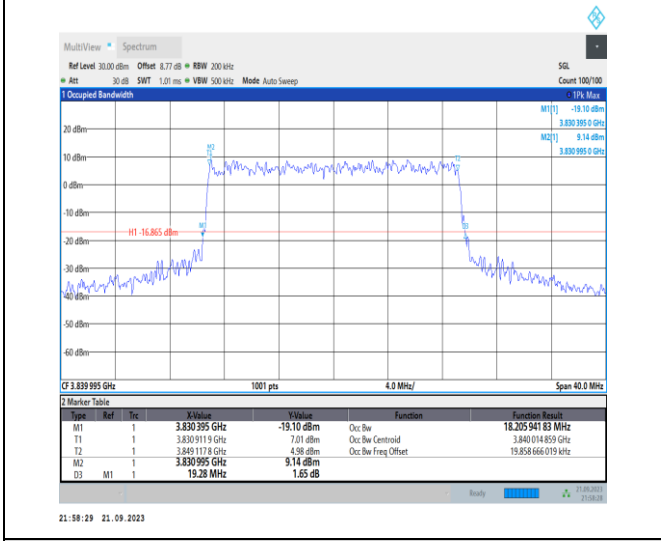 MultiView Spectrum
Ref Level 30.00 dBm Offset 8.77 dB RBW 200 kHz SGL
Att 30 dB SWT 1.01 ms VBW 500 kHz Mode Auto Sweep Count 100/100
1 Occupied Bandwidth 1Pk Max
M1[1] -19.10 dBm
3.830 395 0 GHz
M2[1] 9.14 dBm
3.830 995 0 GHz
20 dBm
10 dBm
0 dBm
-10 dBm
-20 dBm
-30 dBm
-40 dBm
-50 dBm
-60 dBm
M2
M1
H1 -16.865 dBm
D3
CF 3.839 995 GHz 1001 pts 4.0 MHz/ Span 40.0 MHz
2 Marker Table
Type Ref Trc X-Value Y-Value Function Function Result
M1 1 3.830 395 GHz -19.10 dBm Occ Bw 18.205 941 83 MHz
T1 1 3.830 911 9 GHz 7.01 dBm Occ Bw Centroid 3.840 014 859 GHz
T2 1 3.849 117 8 GHz 4.98 dBm Occ Bw Freq Offset 19.858 666 019 kHz
M2 1 3.830 995 GHz 9.14 dBm
D3 M1 1 19.28 MHz 1.65 dB
Ready 21.09.2023
21:58:28
21:58:29 21.09.2023